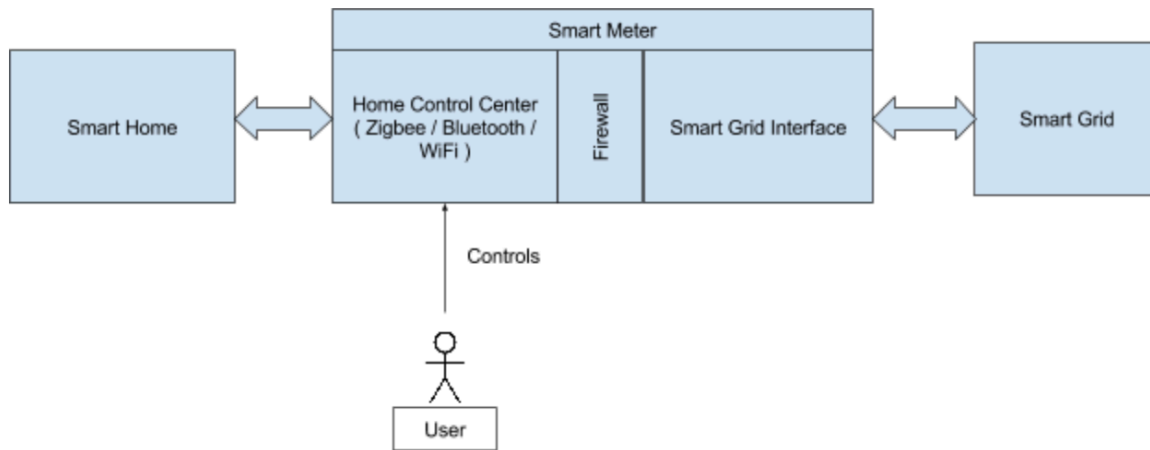 Smart Meter
Smart Home
Home Control Center
( Zigbee / Bluetooth /
WiFi )
Firewall
Smart Grid Interface
Smart Grid
Controls
User